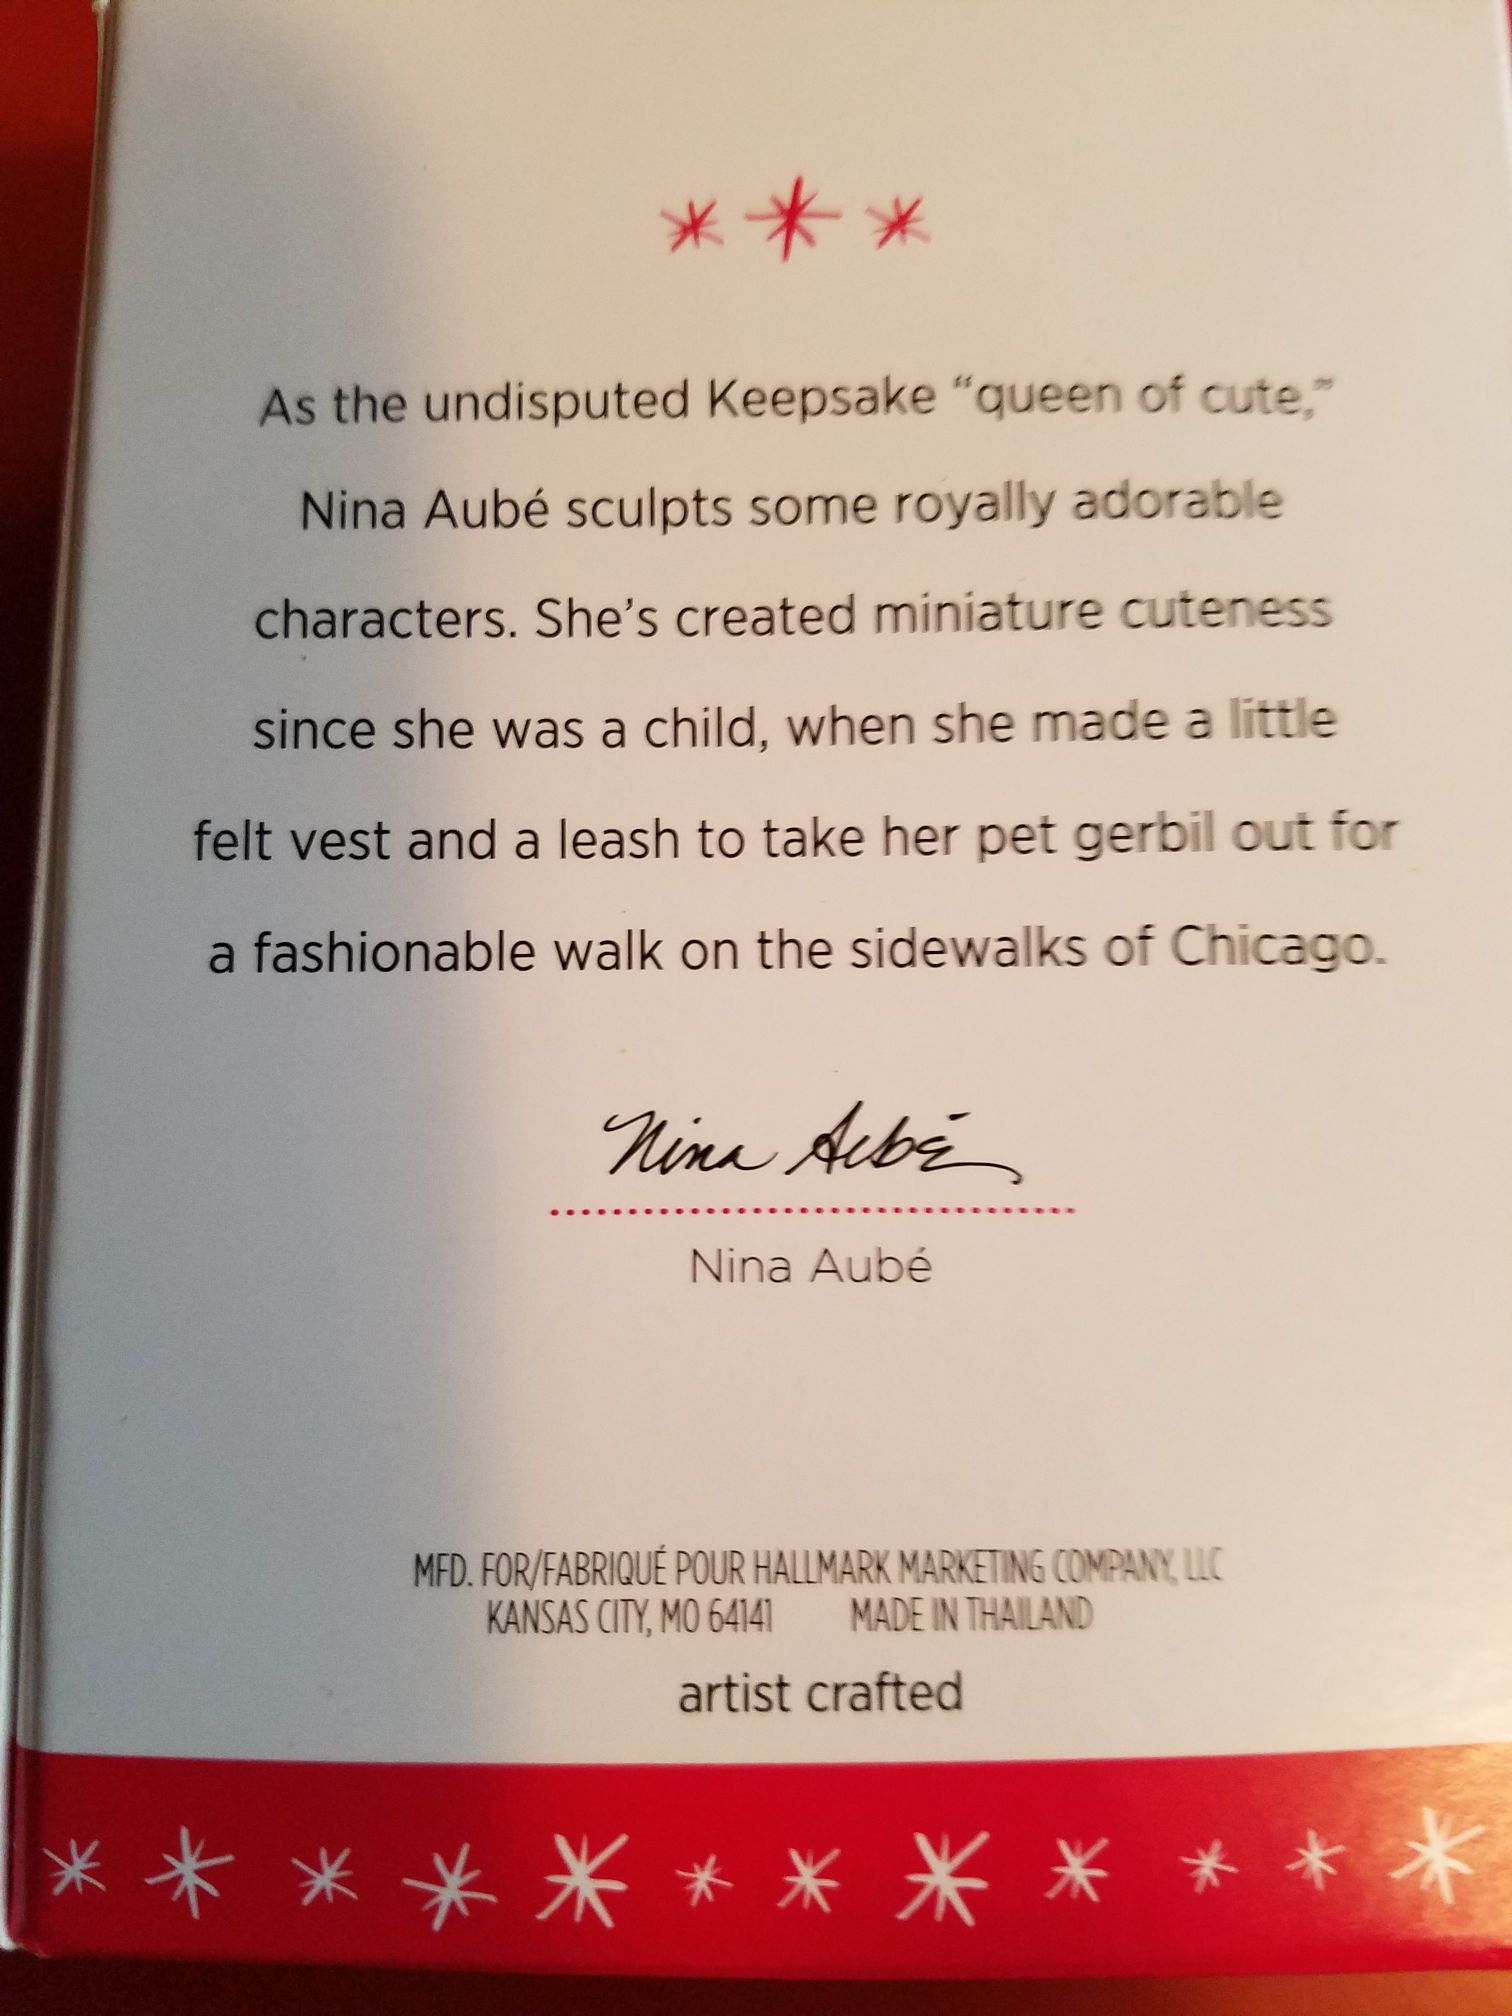 As the undisputed Keepsake “queen of cute,”
Nina Aubé sculpts some royally adorable
characters. She’s created miniature cuteness
since she was a child, when she made a little
felt vest and a leash to take her pet gerbil out for
a fashionable walk on the sidewalks of Chicago.
Nina Aubé
Nina Aubé
MFD. FOR/FABRIQUÉ POUR HALLMARK MARKETING COMPANY, LLC
KANSAS CITY, MO 64141 MADE IN THAILAND
artist crafted